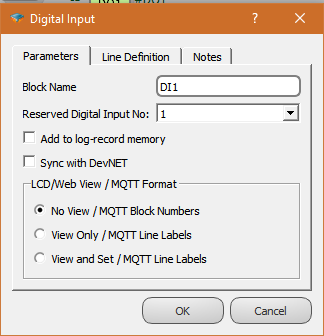 Digital Input
?
Parameters
Line Definition
Notes
Block Name
DI1
Reserved Digital Input No:
1
Add to log-record memory
Sync with DevNET
LCD/Web View / MQTT Format
No View / MQTT Block Numbers
View Only / MQTT Line Labels
View and Set / MQTT Line Labels
OK
Cancel